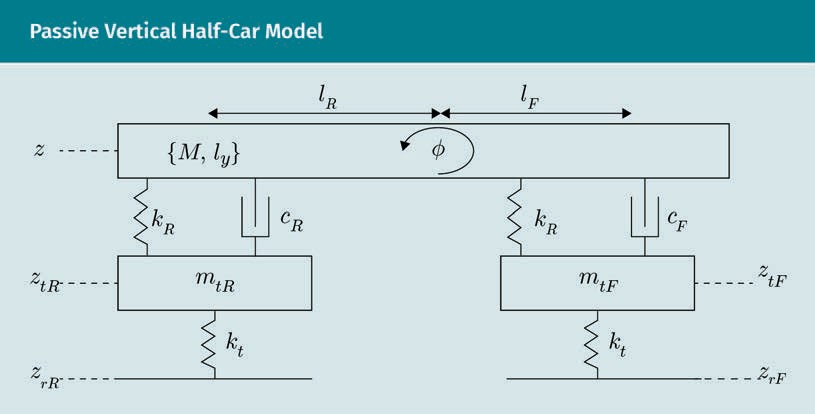 Passive Vertical Half-Car Model
l_R l_F
z {M, l_y} ϕ
k_R c_R k_R c_F
z_tR m_tR m_tF z_tF
k_t k_t
z_rR z_rF